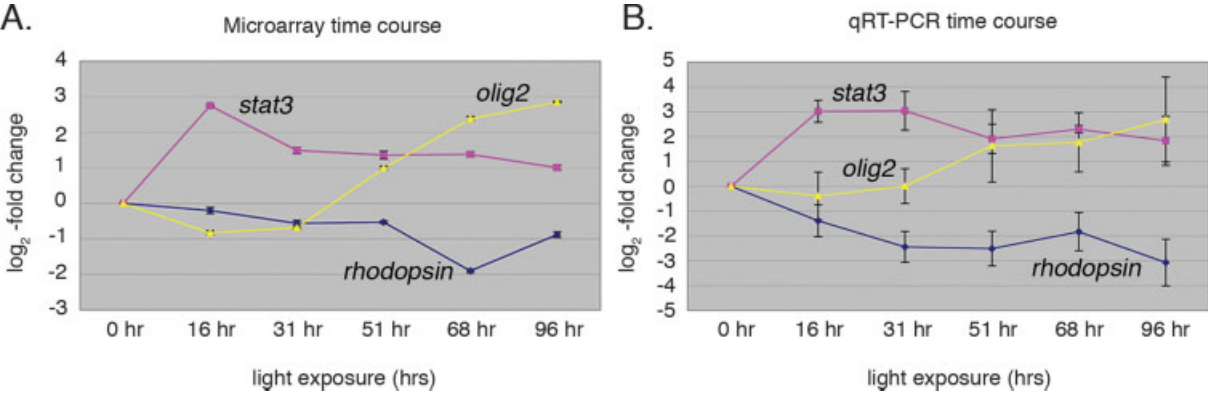 A.
Microarray time course
4
3
2
1
0
-1
-2
-3
log2 -fold change
stat3
olig2
rhodopsin
0 hr 16 hr 31 hr 51 hr 68 hr 96 hr
light exposure (hrs)
B.
qRT-PCR time course
5
4
3
2
1
0
-1
-2
-3
-4
-5
log2 -fold change
stat3
olig2
rhodopsin
0 hr 16 hr 31 hr 51 hr 68 hr 96 hr
light exposure (hrs)